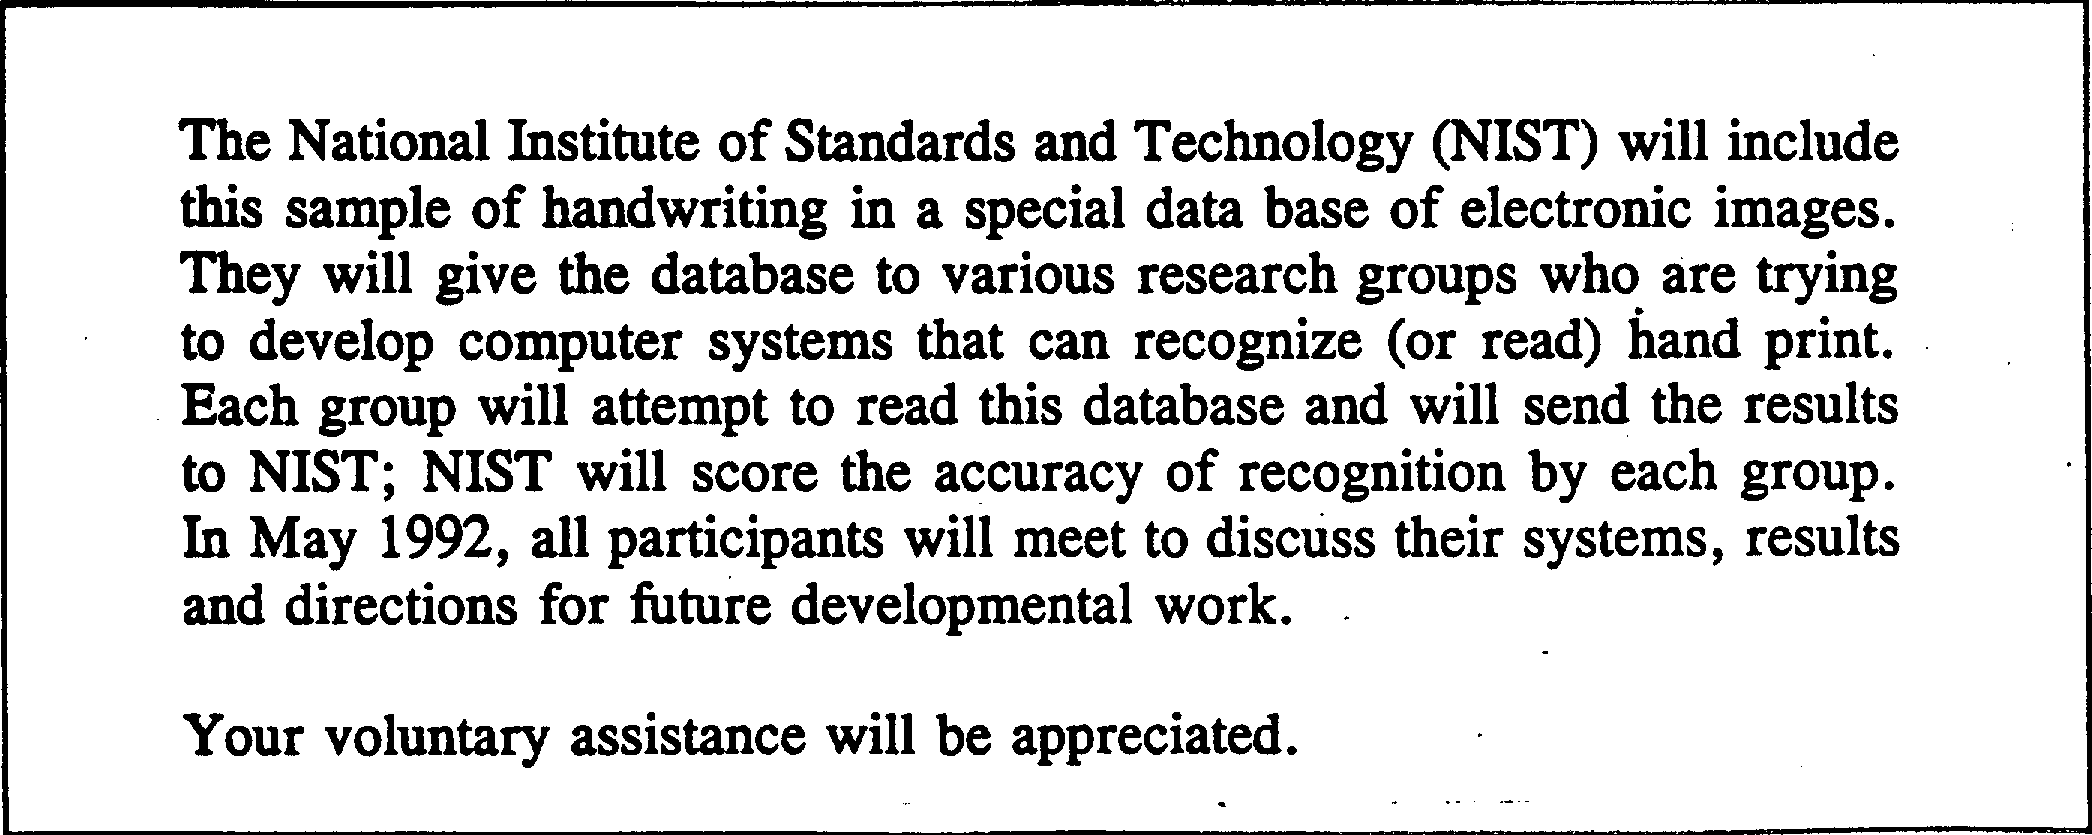 The National Institute of Standards and Technology (NIST) will include
this sample of handwriting in a special data base of electronic images.
They will give the database to various research groups who are trying
to develop computer systems that can recognize (or read) hand print.
Each group will attempt to read this database and will send the results
to NIST; NIST will score the accuracy of recognition by each group.
In May 1992, all participants will meet to discuss their systems, results
and directions for future developmental work.
Your voluntary assistance will be appreciated.